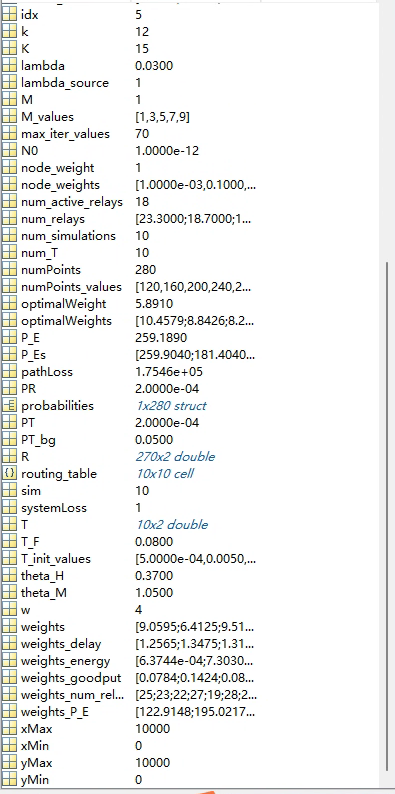 idx 5
k 12
K 15
lambda 0.0300
lambda_source 1
M 1
M_values [1,3,5,7,9]
max_iter_values 70
N0 1.0000e-12
node_weight 1
node_weights [1.0000e-03,0.1000,...
num_active_relays 18
num_relays [23.3000;18.7000;1...
num_simulations 10
num_T 10
numPoints 280
numPoints_values [120,160,200,240,2...
optimalWeight 5.8910
optimalWeights [10.4579;8.8426;8.2...
P_E 259.1890
P_Es [259.9040;181.4040...
pathLoss 1.7546e+05
PR 2.0000e-04
probabilities 1x280 struct
PT 2.0000e-04
PT_bg 0.0500
R 270x2 double
routing_table 10x10 cell
sim 10
systemLoss 1
T 10x2 double
T_F 0.0800
T_init_values [5.0000e-04,0.0050,...
theta_H 0.3700
theta_M 1.0500
w 4
weights [9.0595;6.4125;9.51...
weights_delay [1.2565;1.3475;1.31...
weights_energy [6.3744e-04;7.3030...
weights_goodput [0.0784;0.1424;0.08...
weights_num_rel... [25;23;22;27;19;28;2...
weights_P_E [122.9148;195.0217...
xMax 10000
xMin 0
yMax 10000
yMin 0